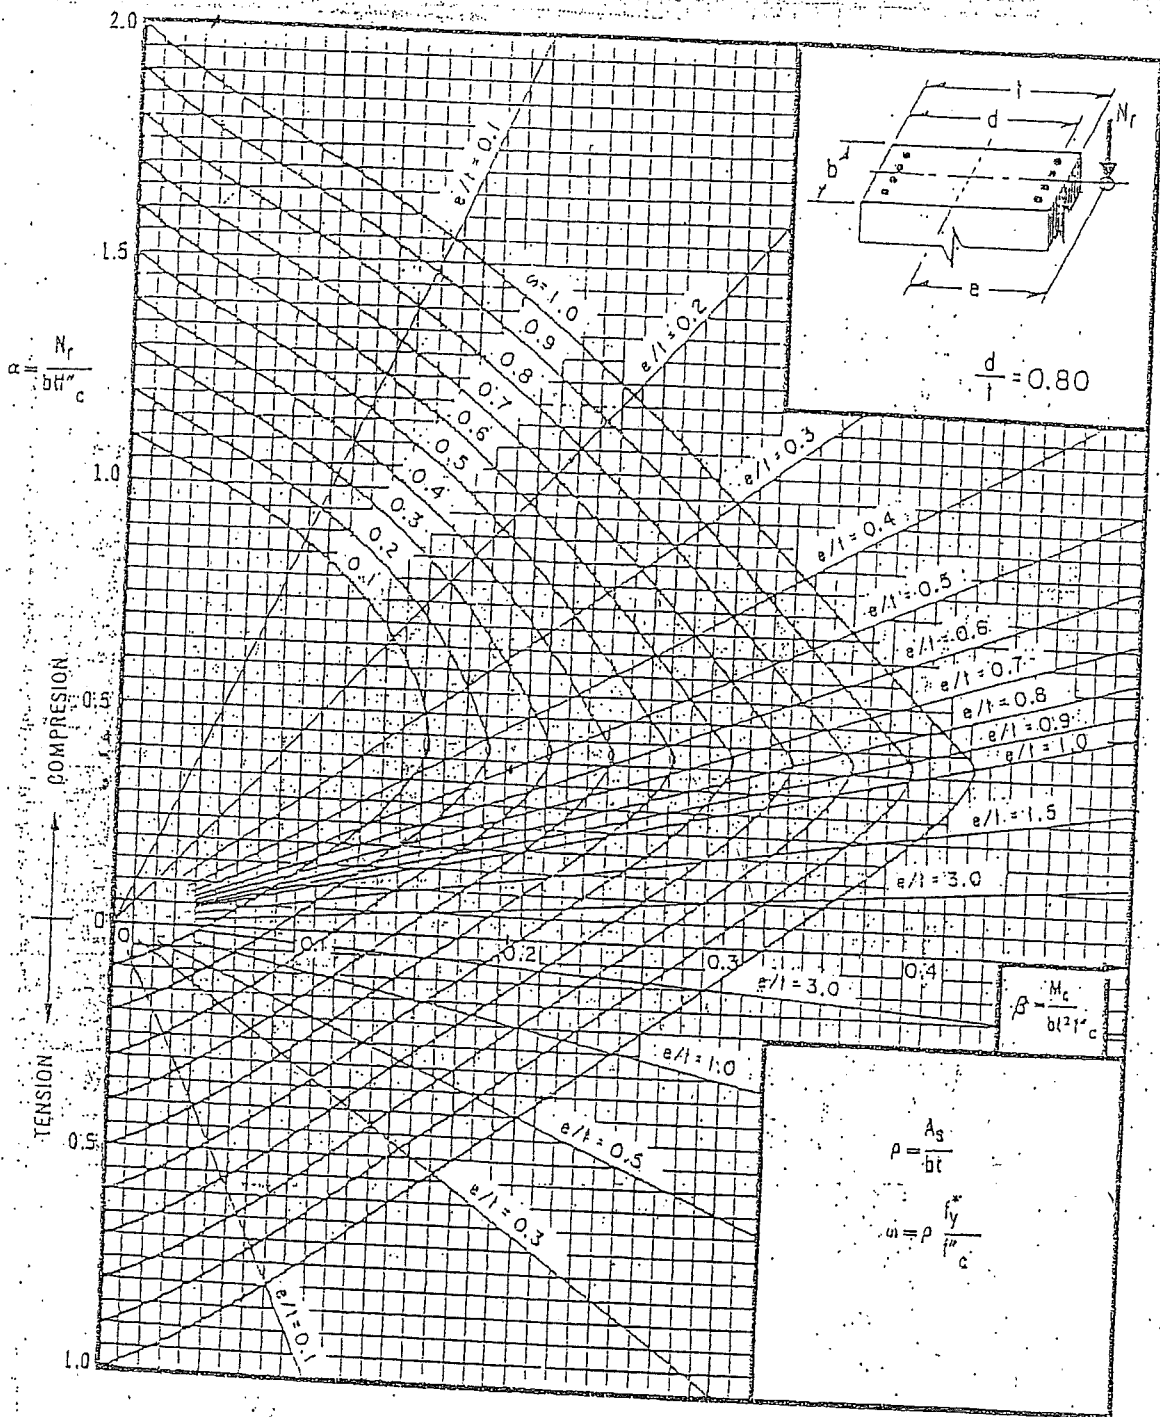 2.0
1.5
1.0
0.5
0
0.5
1.0
0
0.1
0.2
0.3
0.4
COMPRESION
TENSION
α = Nr / bt f"c
e/t = 0.1
e/t = 0.2
e/t = 0.3
e/t = 0.4
e/t = 0.5
e/t = 0.6
e/t = 0.7
e/t = 0.8
e/t = 0.9
e/t = 1.0
e/t = 1.5
e/t = 3.0
e/t = 3.0
e/t = 1.0
e/t = 0.5
e/t = 0.3
e/t = 0.1
=1.0
0.9
0.8
0.7
0.6
0.5
0.4
0.3
0.2
0.1
t
d
Nr
b
e
d / t = 0.80
β = Mc / bt² f"c
ρ = As / bt
ω = ρ fy* / f"c